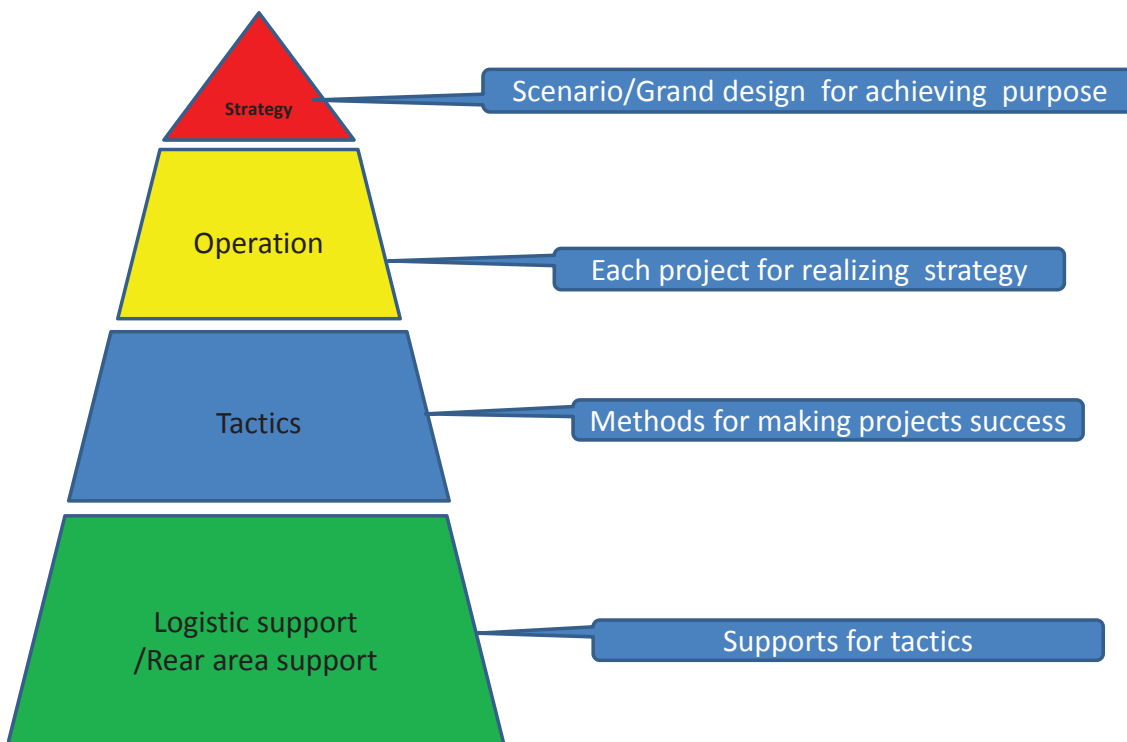 Strategy
Scenario/Grand design for achieving purpose
Operation
Each project for realizing strategy
Tactics
Methods for making projects success
Logistic support
/Rear area support
Supports for tactics